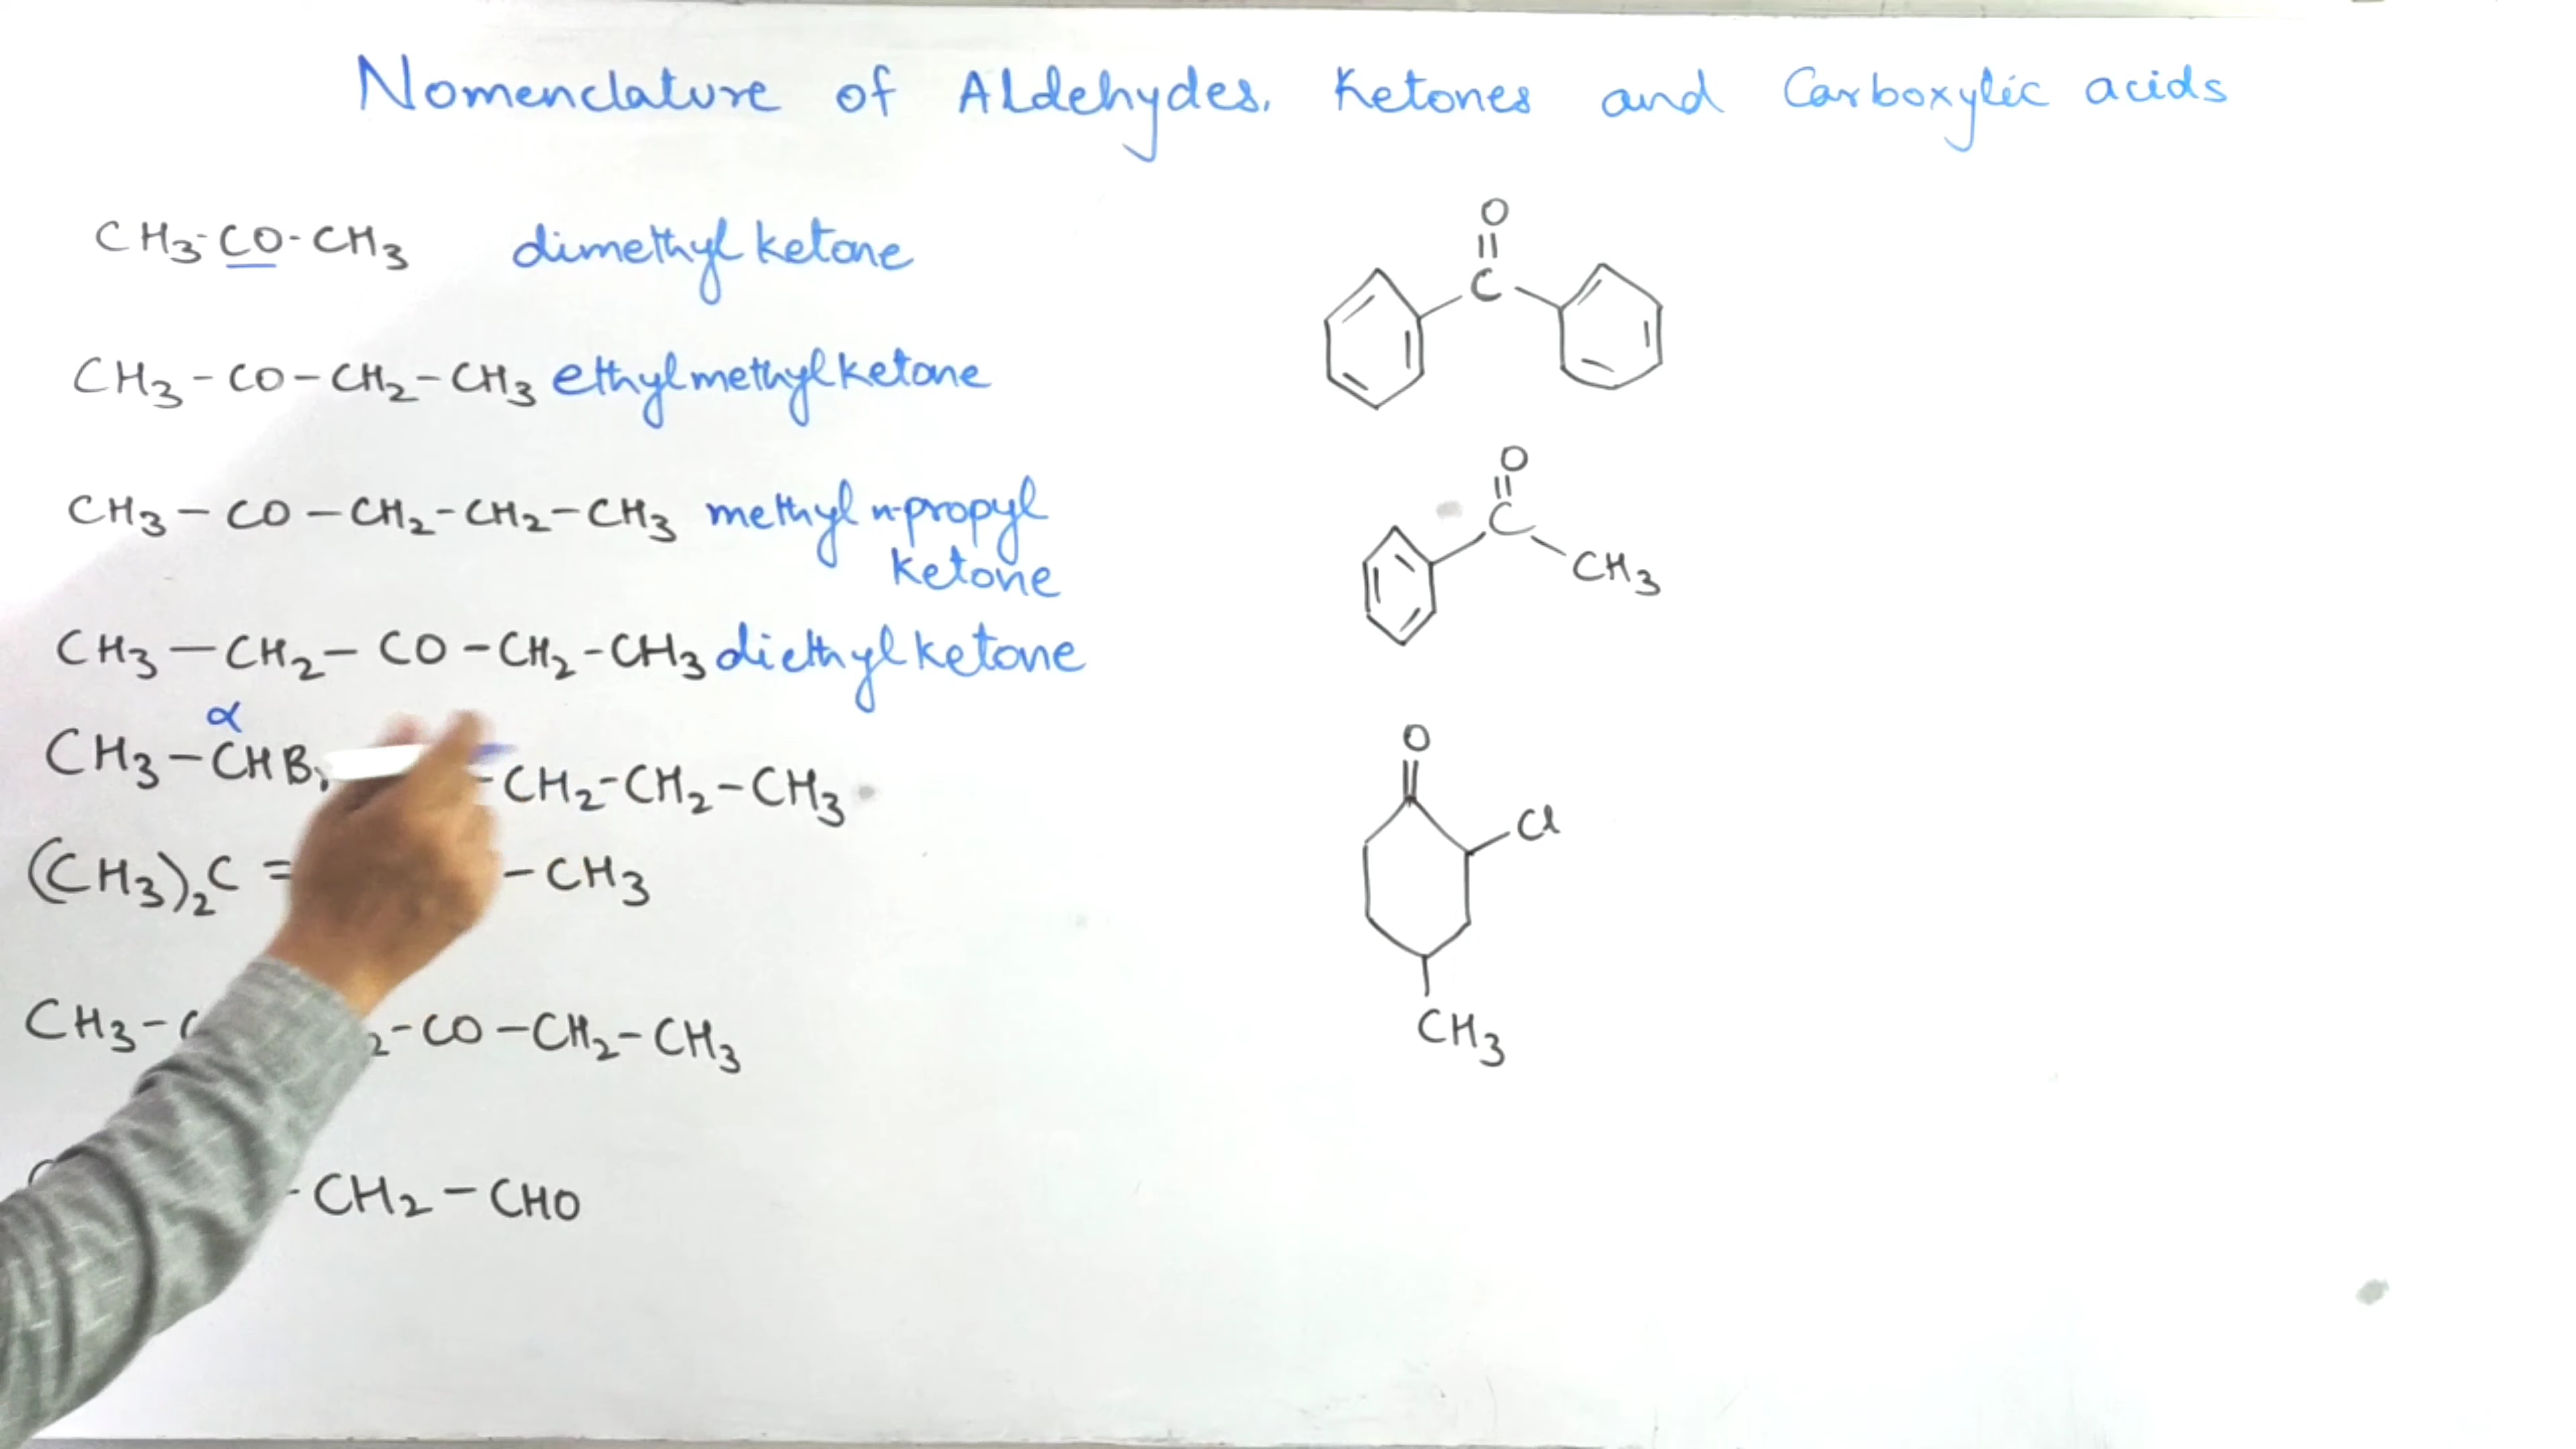 Nomenclature of Aldehydes, Ketones and Carboxylic acids
CH3-CO-CH3 dimethyl ketone
CH3-CO-CH2-CH3 ethylmethylketone
CH3-CO-CH2-CH2-CH3 methyl n-propyl
ketone
CH3-CH2-CO-CH2-CH3 diethylketone
α
CH3-CHB -CH2-CH2-CH3
(CH3)2C= -CH3
CH3- 2-CO-CH2-CH3
-CH2-CHO
O
C
O
C
CH3
O
Cl
CH3